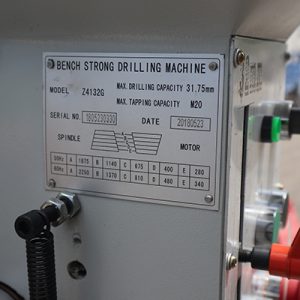 BENCH STRONG DRILLING MACHINE
MODEL Z4132G MAX. DRILLING CAPACITY 31.75mm
MAX. TAPPING CAPACITY M20
SERIAL NO. 1805230330 DATE 20180523
SPINDLE MOTOR
50Hz A 1875 B 1140 C 675 D 400 E 280
60Hz A 2250 B 1370 C 810 D 480 E 340